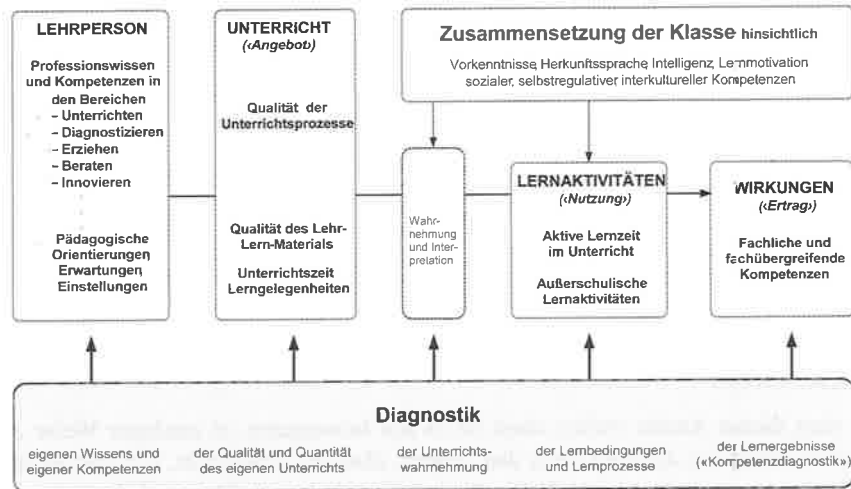 LEHRPERSON
Professionswissen
und Kompetenzen in
den Bereichen
– Unterrichten
– Diagnostizieren
– Erziehen
– Beraten
– Innovieren
Pädagogische
Orientierungen
Erwartungen
Einstellungen
UNTERRICHT
(‹Angebot›)
Qualität der
Unterrichtsprozesse
Qualität des Lehr-
Lern-Materials
Unterrichtszeit
Lerngelegenheiten
Zusammensetzung der Klasse hinsichtlich
Vorkenntnisse, Herkunftssprache, Intelligenz, Lernmotivation
sozialer, selbstregulativer interkultureller Kompetenzen
Wahr-
nehmung
und Inter-
pretation
LERNAKTIVITÄTEN
(‹Nutzung›)
Aktive Lernzeit
im Unterricht
Außerschulische
Lernaktivitäten
WIRKUNGEN
(‹Ertrag›)
Fachliche und
fachübergreifende
Kompetenzen
Diagnostik
eigenen Wissens und
eigener Kompetenzen
der Qualität und Quantität
des eigenen Unterrichts
der Unterrichts-
wahrnehmung
der Lernbedingungen
und Lernprozesse
der Lernergebnisse
(«Kompetenzdiagnostik»)